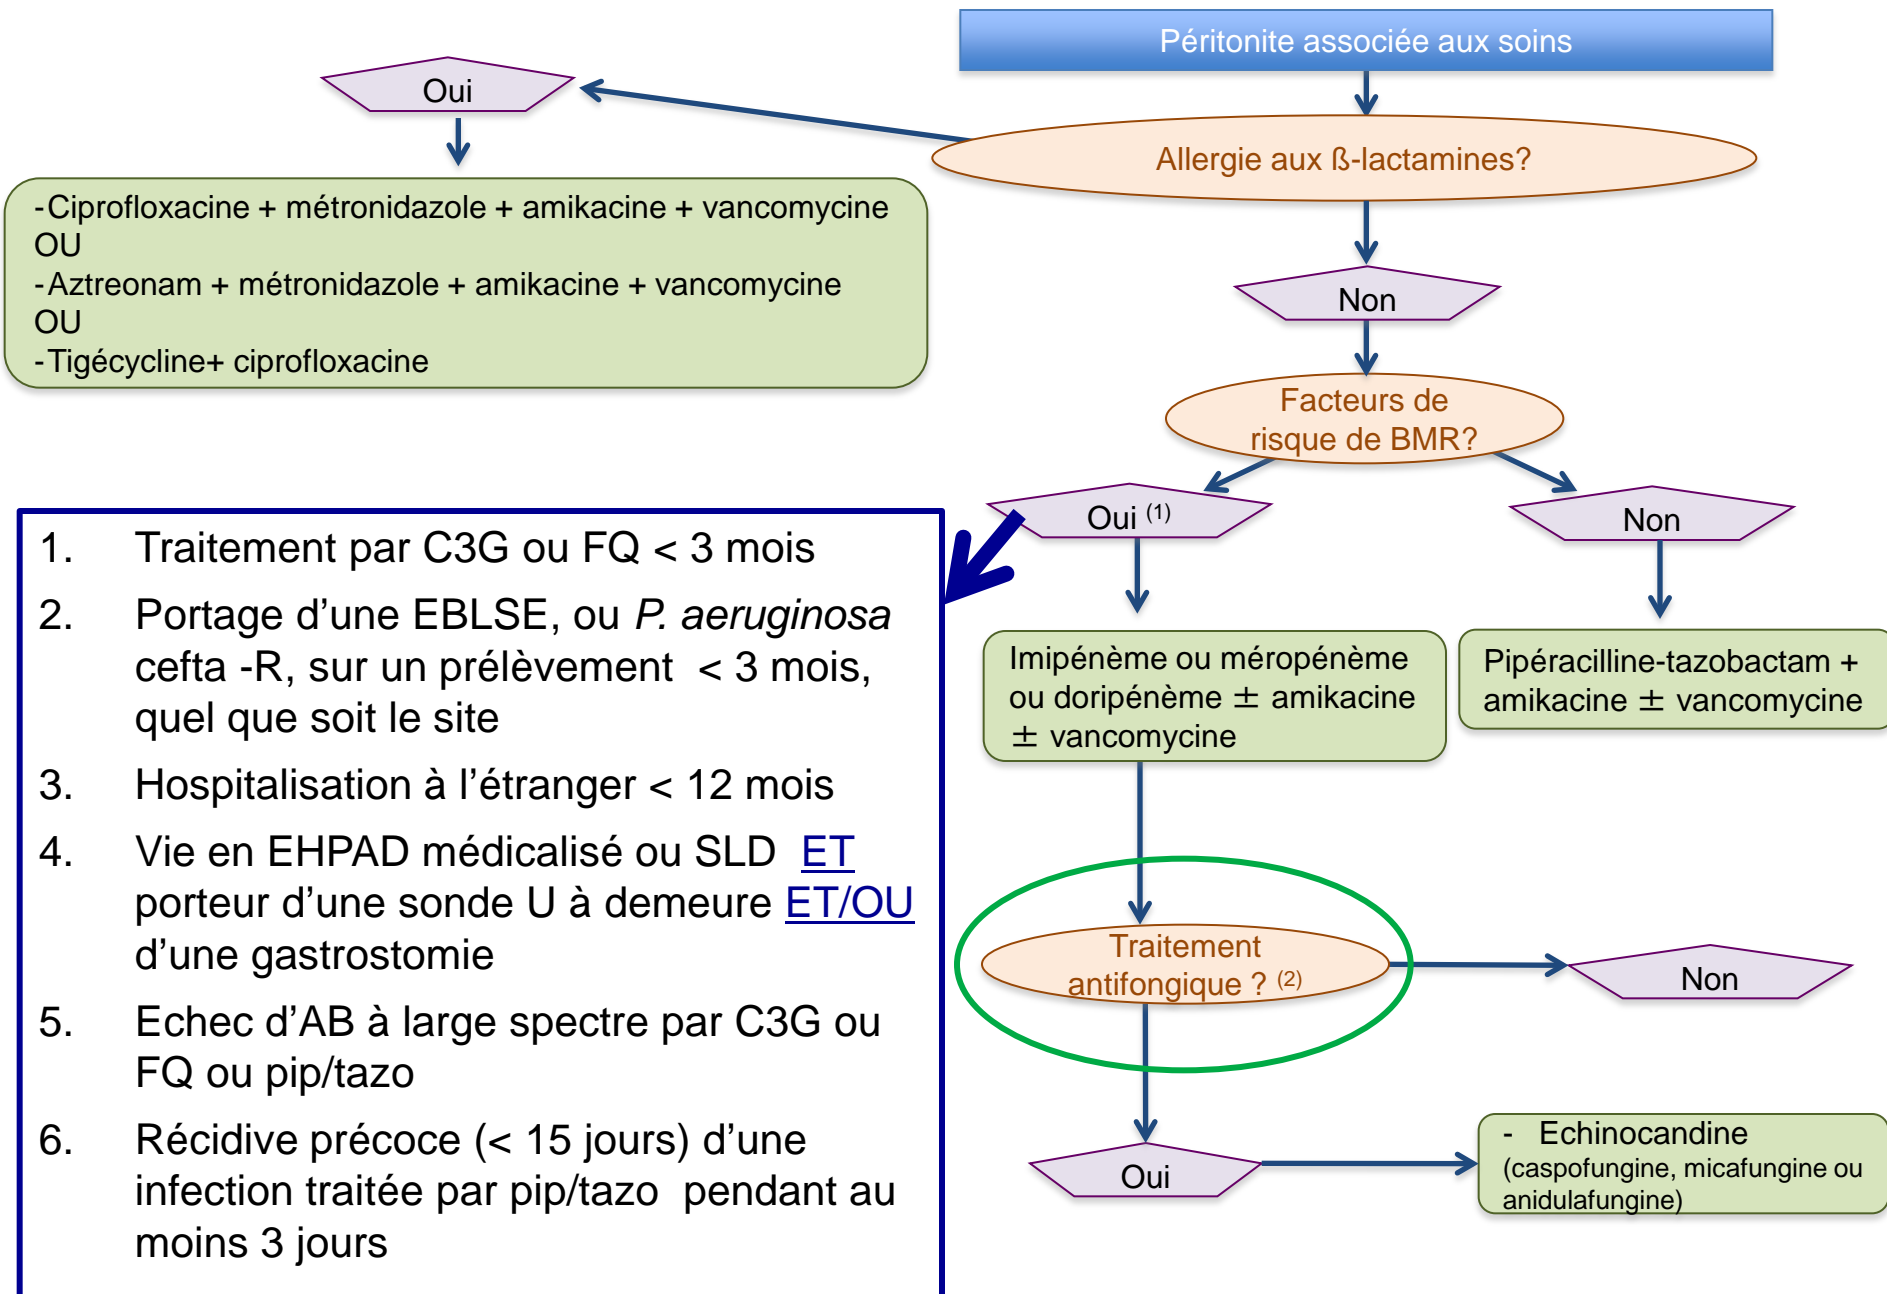 Péritonite associée aux soins
Oui
Allergie aux ß-lactamines?
-Ciprofloxacine + métronidazole + amikacine + vancomycine
OU
-Aztreonam + métronidazole + amikacine + vancomycine
OU
-Tigécycline+ ciprofloxacine
Non
Facteurs de
risque de BMR?
Oui (1)
Non
1. Traitement par C3G ou FQ < 3 mois
2. Portage d’une EBLSE, ou P. aeruginosa
cefta -R, sur un prélèvement < 3 mois,
quel que soit le site
3. Hospitalisation à l’étranger < 12 mois
4. Vie en EHPAD médicalisé ou SLD ET
porteur d’une sonde U à demeure ET/OU
d’une gastrostomie
5. Echec d’AB à large spectre par C3G ou
FQ ou pip/tazo
6. Récidive précoce (< 15 jours) d’une
infection traitée par pip/tazo pendant au
moins 3 jours
Imipénème ou méropénème
ou doripénème ± amikacine
± vancomycine
Pipéracilline-tazobactam +
amikacine ± vancomycine
Traitement
antifongique ? (2)
Non
Oui
- Echinocandine
(caspofungine, micafungine ou
anidulafungine)